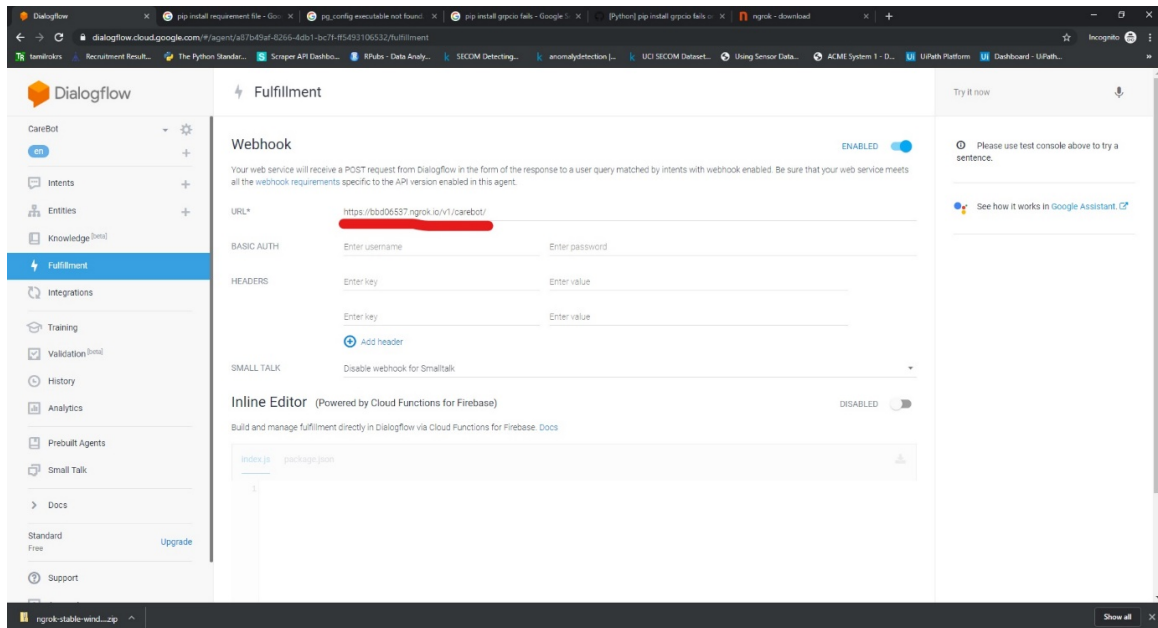 Dialogflow
pip install requirement file - Goo
pg_config executable not found
pip install grpcio fails - Google S
[Python] pip install grpcio fails o
ngrok - download
dialogflow.cloud.google.com/#/agent/a87b49af-8266-4db1-bc7f-ff5493106532/fulfillment
Incognito
tamilrokrs
Recruitment Result...
The Python Standar...
Scraper API Dashbo...
RPubs - Data Analy...
SECOM Detecting...
anomalydetection |...
UCI SECOM Dataset...
Using Sensor Data...
ACME System 1 - D...
UiPath Platform
Dashboard - UiPath...
Dialogflow
CareBot
en
Intents
Entities
Knowledge [beta]
Fulfillment
Integrations
Training
Validation [beta]
History
Analytics
Prebuilt Agents
Small Talk
Docs
Standard
Free
Upgrade
Support
Fulfillment
Webhook
ENABLED
Your web service will receive a POST request from Dialogflow in the form of the response to a user query matched by intents with webhook enabled. Be sure that your web service meets
all the webhook requirements specific to the API version enabled in this agent.
URL*
https://bbd06537.ngrok.io/v1/carebot/
BASIC AUTH
Enter username
Enter password
HEADERS
Enter key
Enter value
Enter key
Enter value
Add header
SMALL TALK
Disable webhook for Smalltalk
Inline Editor (Powered by Cloud Functions for Firebase)
DISABLED
Build and manage fulfillment directly in Dialogflow via Cloud Functions for Firebase. Docs
index.js
package.json
1
Try it now
Please use test console above to try a
sentence.
See how it works in Google Assistant.
ngrok-stable-wind....zip
Show all